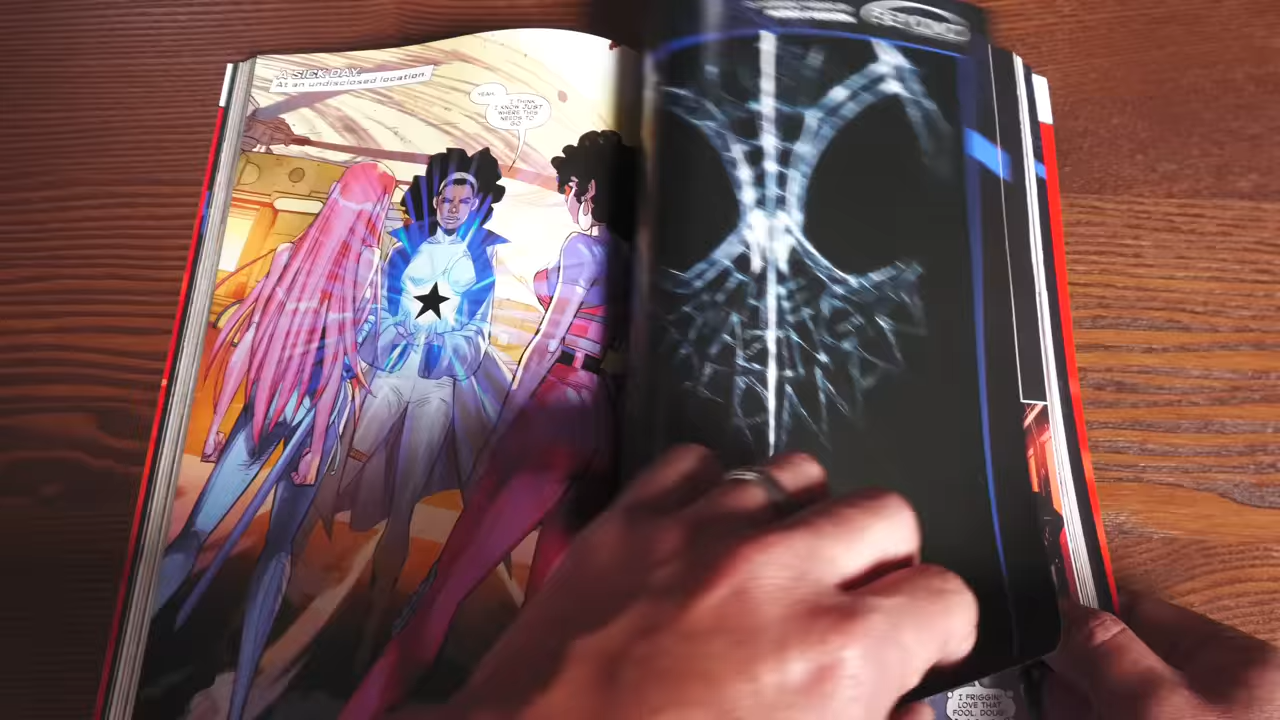 A SICK DAY.
At an undisclosed location.
YEAH.
I THINK
I KNOW JUST
WHERE THIS
NEEDS TO
GO.
I FRIGGIN'
LOVE THAT
FOOL, DOUG.